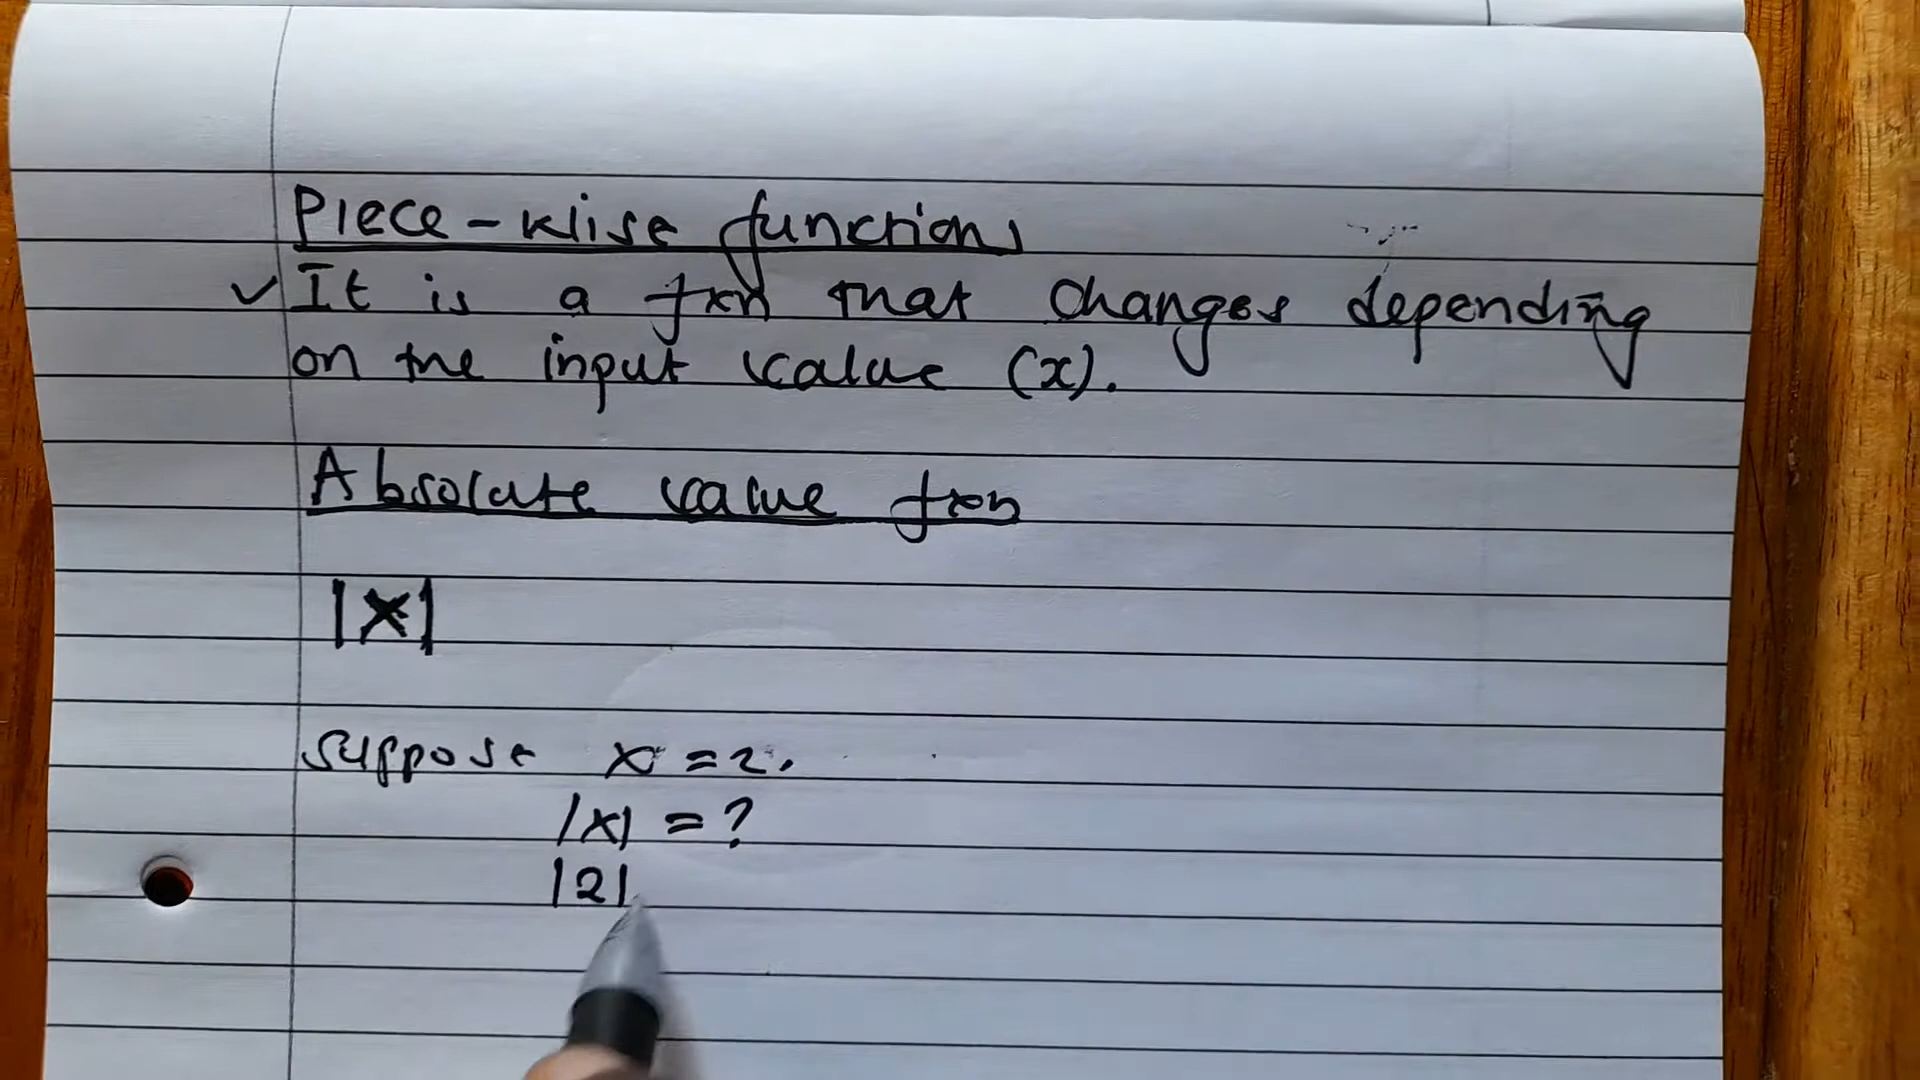 Piece-wise functions
✓ It is a fxn that changes depending
on the input value (x).
Absolute value fxn
|x|
Suppose x = 2.
|x| = ?
|2|